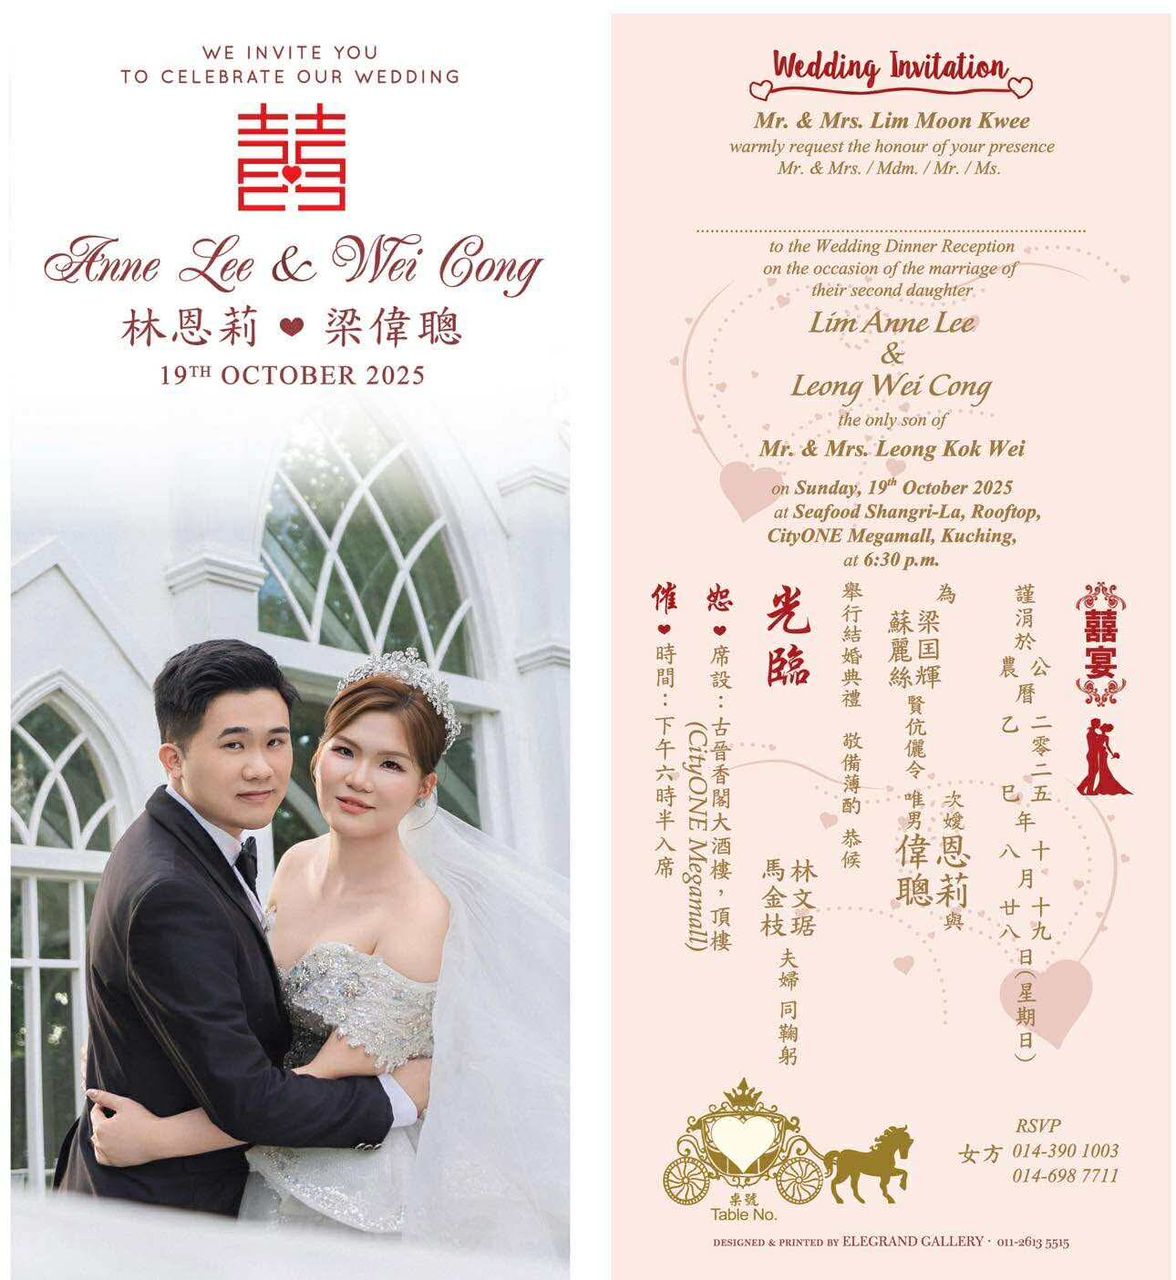 WE INVITE YOU
TO CELEBRATE OUR WEDDING
囍
Anne Lee & Wei Cong
林恩莉 ♥ 梁偉聰
19TH OCTOBER 2025
Wedding Invitation
Mr. & Mrs. Lim Moon Kwee
warmly request the honour of your presence
Mr. & Mrs. / Mdm. / Mr. / Ms.
to the Wedding Dinner Reception
on the occasion of the marriage of
their second daughter
Lim Anne Lee
&
Leong Wei Cong
the only son of
Mr. & Mrs. Leong Kok Wei
on Sunday, 19th October 2025
at Seafood Shangri-La, Rooftop,
CityONE Megamall, Kuching,
at 6:30 p.m.
囍宴
謹涓於
公曆二零二五年十月十九日(星期日)
農曆乙巳年八月廿八日
為
梁国輝
蘇麗絲
賢伉儷令
次嬡恩莉與
唯男偉聰
舉行結婚典禮 敬備薄酌 恭候
光臨
林文琚
馬金枝
夫婦 同鞠躬
恕 ♥ 席設：古晉香閣大酒樓，頂樓
(CityONE Megamall)
催 ♥ 時間：下午六時半入席
RSVP
女方 014-390 1003
014-698 7711
桌號
Table No.
DESIGNED & PRINTED BY ELEGRAND GALLERY · 011-2613 5515